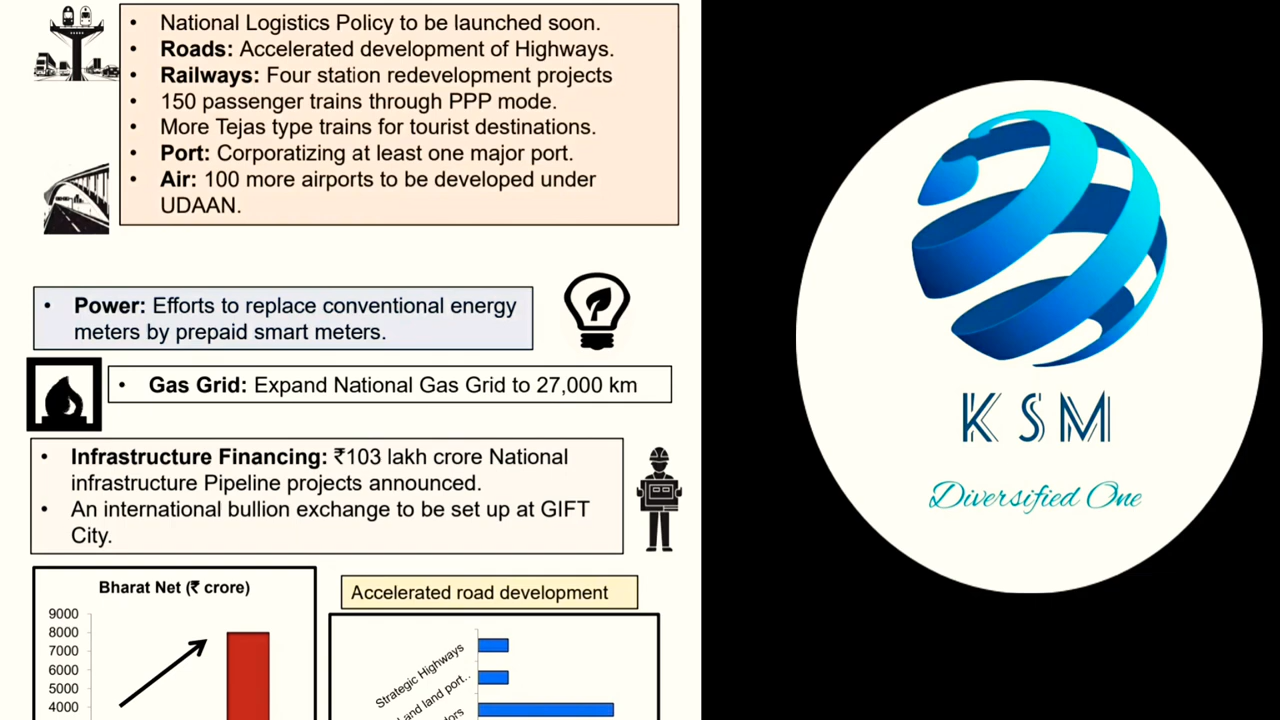 • National Logistics Policy to be launched soon.
• Roads: Accelerated development of Highways.
• Railways: Four station redevelopment projects
• 150 passenger trains through PPP mode.
• More Tejas type trains for tourist destinations.
• Port: Corporatizing at least one major port.
• Air: 100 more airports to be developed under
UDAAN.
• Power: Efforts to replace conventional energy
meters by prepaid smart meters.
• Gas Grid: Expand National Gas Grid to 27,000 km
• Infrastructure Financing: ₹103 lakh crore National
infrastructure Pipeline projects announced.
• An international bullion exchange to be set up at GIFT
City.
Bharat Net (₹ crore)
9000
8000
7000
6000
5000
4000
Accelerated road development
Strategic Highways
land port..
KSM
Diversified One